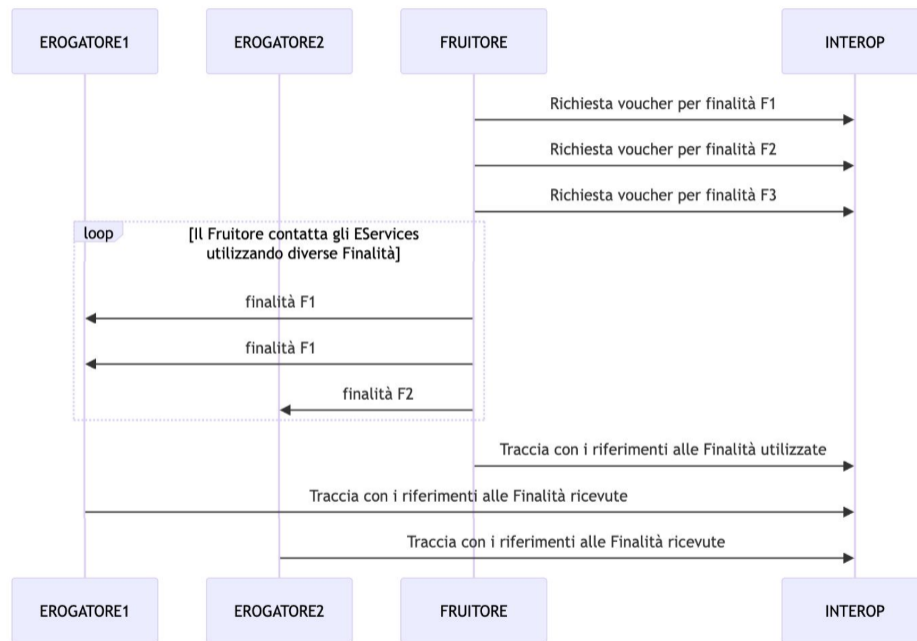 EROGATORE1
EROGATORE2
FRUITORE
INTEROP
Richiesta voucher per finalità F1
Richiesta voucher per finalità F2
Richiesta voucher per finalità F3
loop
[Il Fruitore contatta gli EServices
utilizzando diverse Finalità]
finalità F1
finalità F1
finalità F2
Traccia con i riferimenti alle Finalità utilizzate
Traccia con i riferimenti alle Finalità ricevute
Traccia con i riferimenti alle Finalità ricevute
EROGATORE1
EROGATORE2
FRUITORE
INTEROP